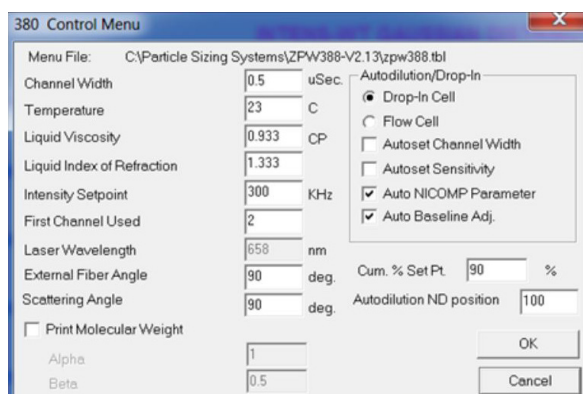 380 Control Menu
Menu File: C:\Particle Sizing Systems\ZPW388-V2.13\zpw388.tbl
Channel Width 0.5 uSec.
Temperature 23 C
Liquid Viscosity 0.933 CP
Liquid Index of Refraction 1.333
Intensity Setpoint 300 KHz
First Channel Used 2
Laser Wavelength 658 nm
External Fiber Angle 90 deg.
Scattering Angle 90 deg.
Print Molecular Weight
Alpha 1
Beta 0.5
Autodilution/Drop-In
Drop-In Cell
Flow Cell
Autoset Channel Width
Autoset Sensitivity
Auto NICOMP Parameter
Auto Baseline Adj.
Cum. % Set Pt. 90 %
Autodilution ND position 100
OK
Cancel